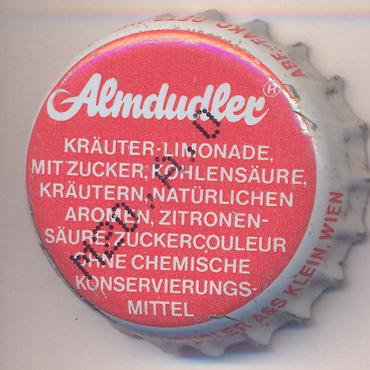 Almdudler®
KRÄUTER-LIMONADE,
MIT ZUCKER, KOHLENSÄURE,
KRÄUTERN, NATÜRLICHEN
AROMEN, ZITRONEN-
SÄURE, ZUCKERCOULEUR
OHNE CHEMISCHE
KONSERVIERUNGS-
MITTEL
A&S KLEIN, WIEN